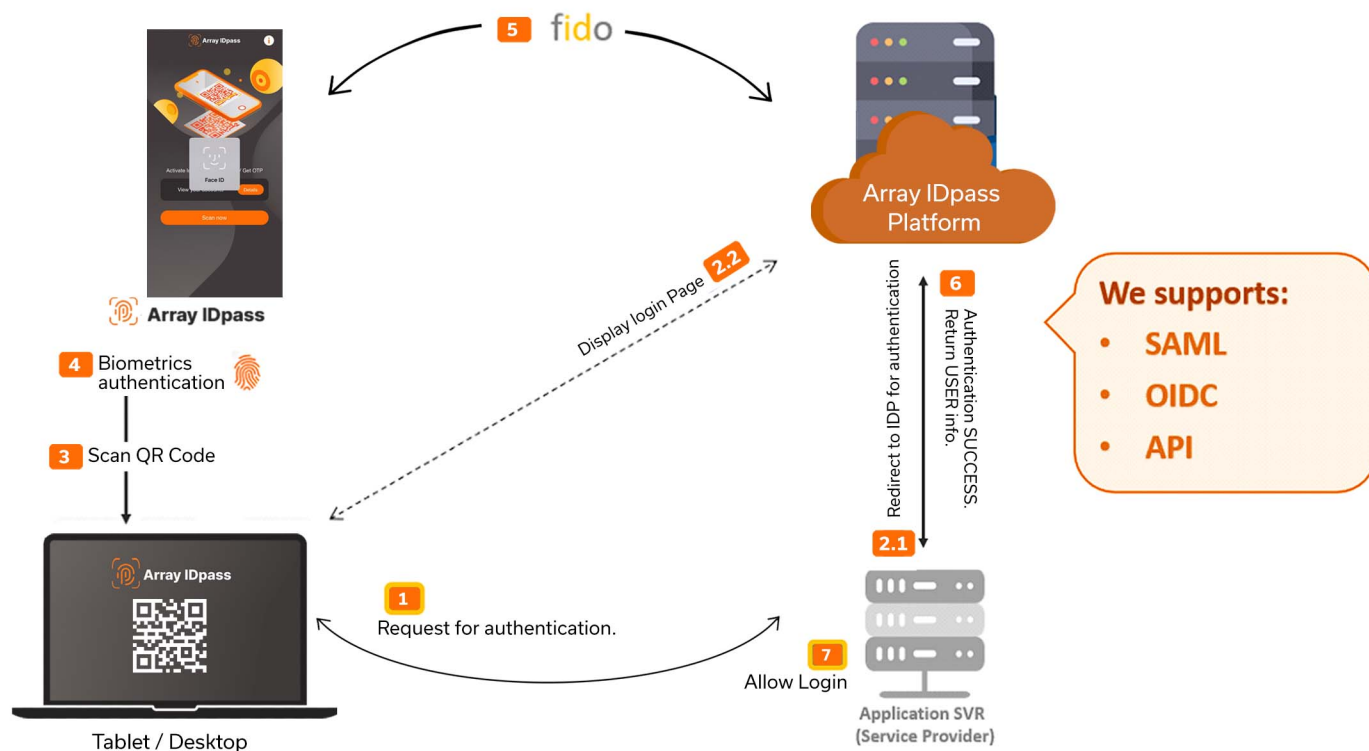 5 fido
Array IDpass
Face ID
Get OTP
Details
Scan now
Array IDpass
Array IDpass
Platform
Display login Page 2.2
Redirect to IDP for authentication
2.1
6
Authentication SUCCESS.
Return USER info.
We supports:
• SAML
• OIDC
• API
4 Biometrics
authentication
3 Scan QR Code
Array IDpass
1
Request for authentication.
7
Allow Login
Application SVR
(Service Provider)
Tablet / Desktop